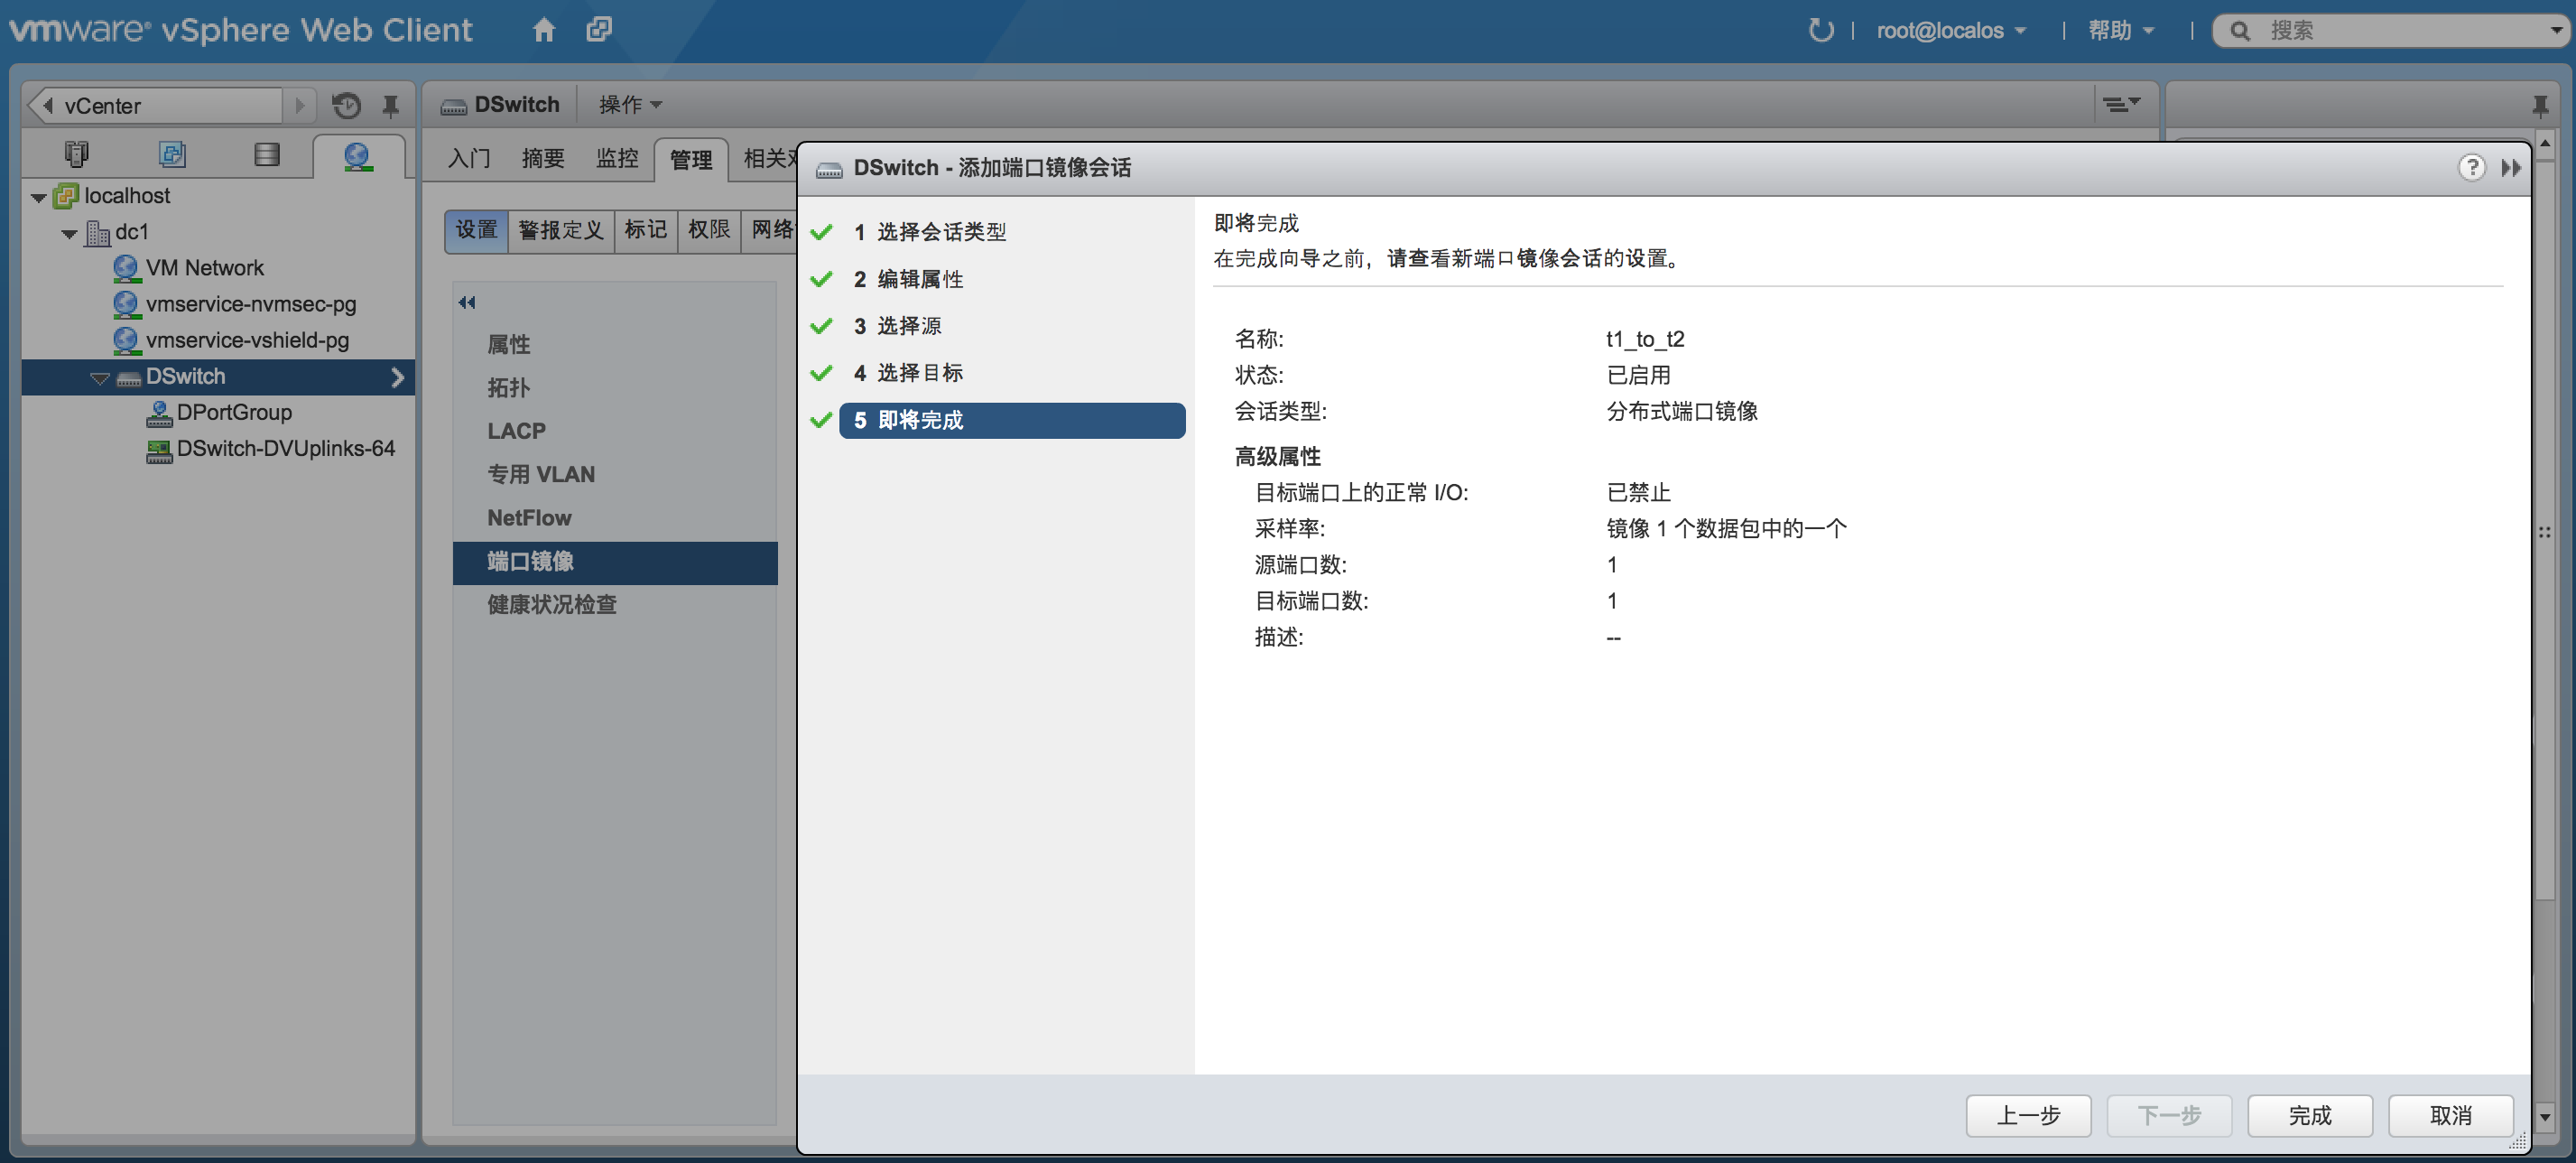 vmware® vSphere Web Client
root@localos
帮助
搜索
vCenter
localhost
dc1
VM Network
vmservice-nvmsec-pg
vmservice-vshield-pg
DSwitch
DPortGroup
DSwitch-DVUplinks-64
DSwitch 操作
入门 摘要 监控 管理 相关
设置 警报定义 标记 权限 网络
属性
拓扑
LACP
专用 VLAN
NetFlow
端口镜像
健康状况检查
DSwitch - 添加端口镜像会话
1 选择会话类型
2 编辑属性
3 选择源
4 选择目标
5 即将完成
即将完成
在完成向导之前，请查看新端口镜像会话的设置。
名称: t1_to_t2
状态: 已启用
会话类型: 分布式端口镜像
高级属性
目标端口上的正常 I/O: 已禁止
采样率: 镜像 1 个数据包中的一个
源端口数: 1
目标端口数: 1
描述: --
上一步 下一步 完成 取消